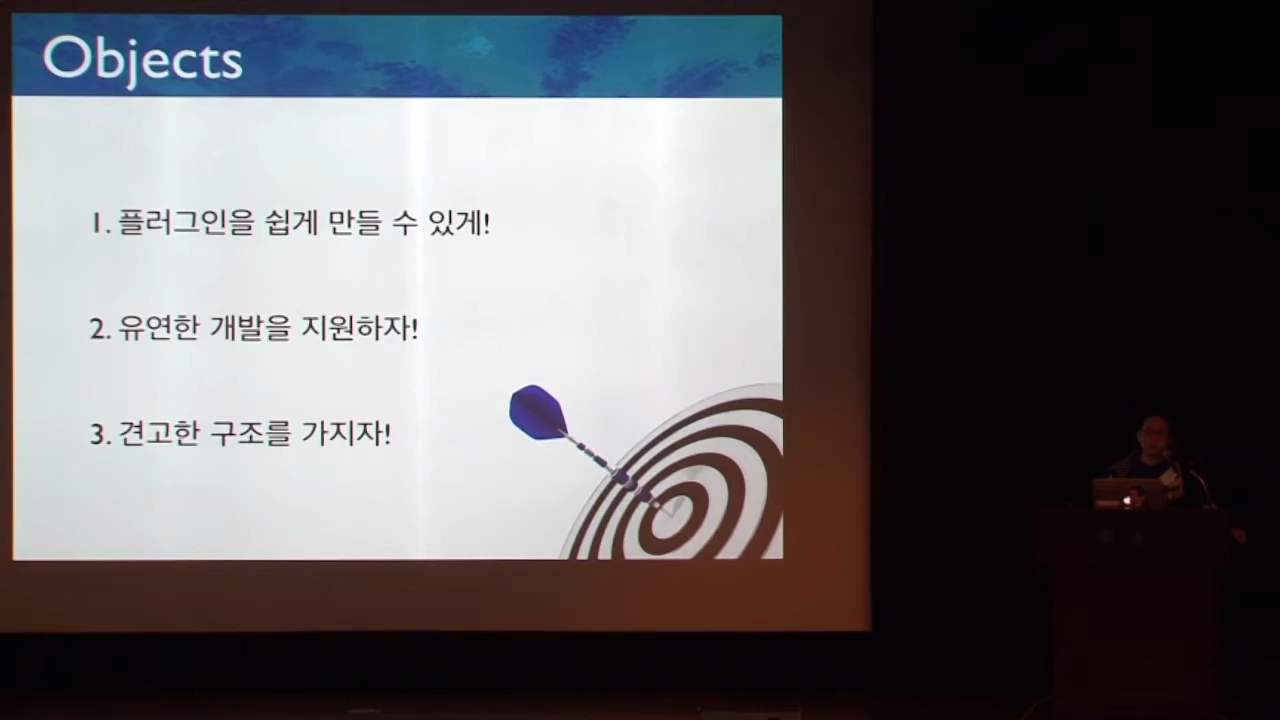 Objects
1. 플러그인을 쉽게 만들 수 있게!
2. 유연한 개발을 지원하자!
3. 견고한 구조를 가지자!